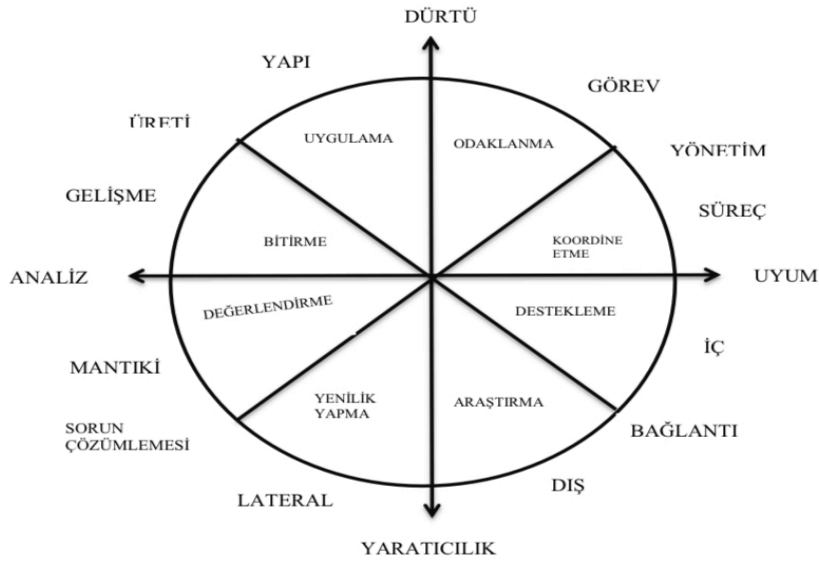 DÜRTÜ
YAPI
GÖREV
ÜRETİ
UYGULAMA
ODAKLANMA
YÖNETİM
GELİŞME
SÜREÇ
BİTİRME
KOORDİNE
ETME
ANALİZ
UYUM
DEĞERLENDİRME
DESTEKLEME
İÇ
MANTIKİ
YENİLİK
YAPMA
ARAŞTIRMA
SORUN
ÇÖZÜMLEMESİ
BAĞLANTI
DIŞ
LATERAL
YARATICILIK